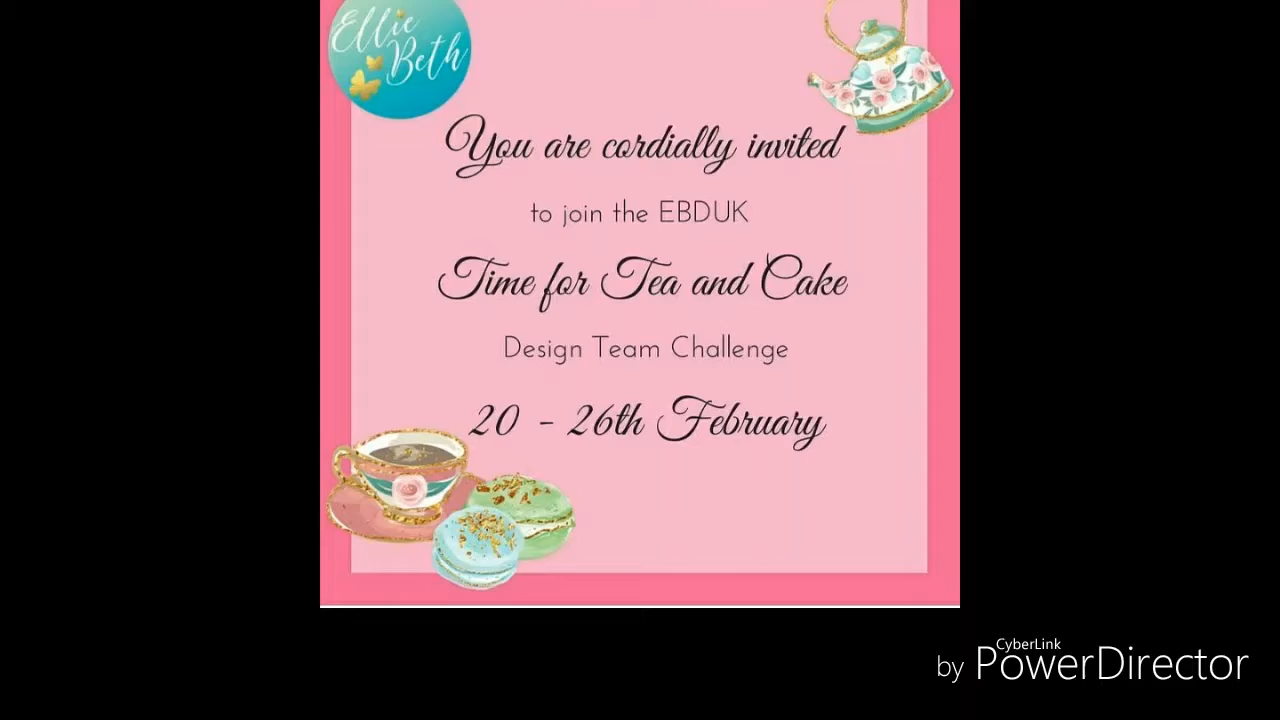 Ellie
Beth
You are cordially invited
to join the EBDUK
Time for Tea and Cake
Design Team Challenge
20 - 26th February
CyberLink
by PowerDirector